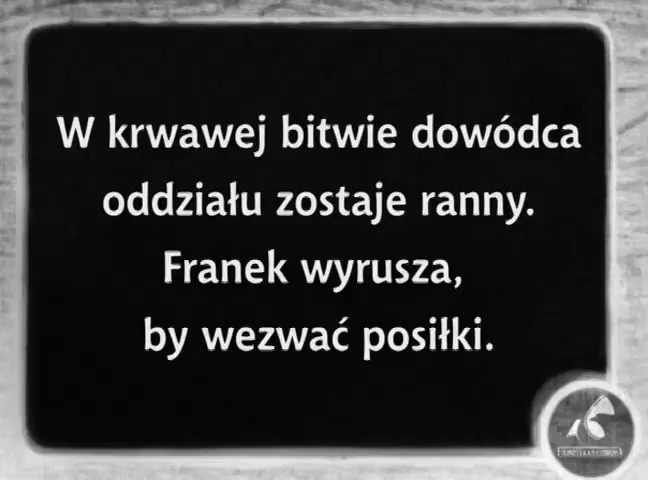 W krwawej bitwie dowódca
oddziału zostaje ranny.
Franek wyrusza,
by wezwać posiłki.